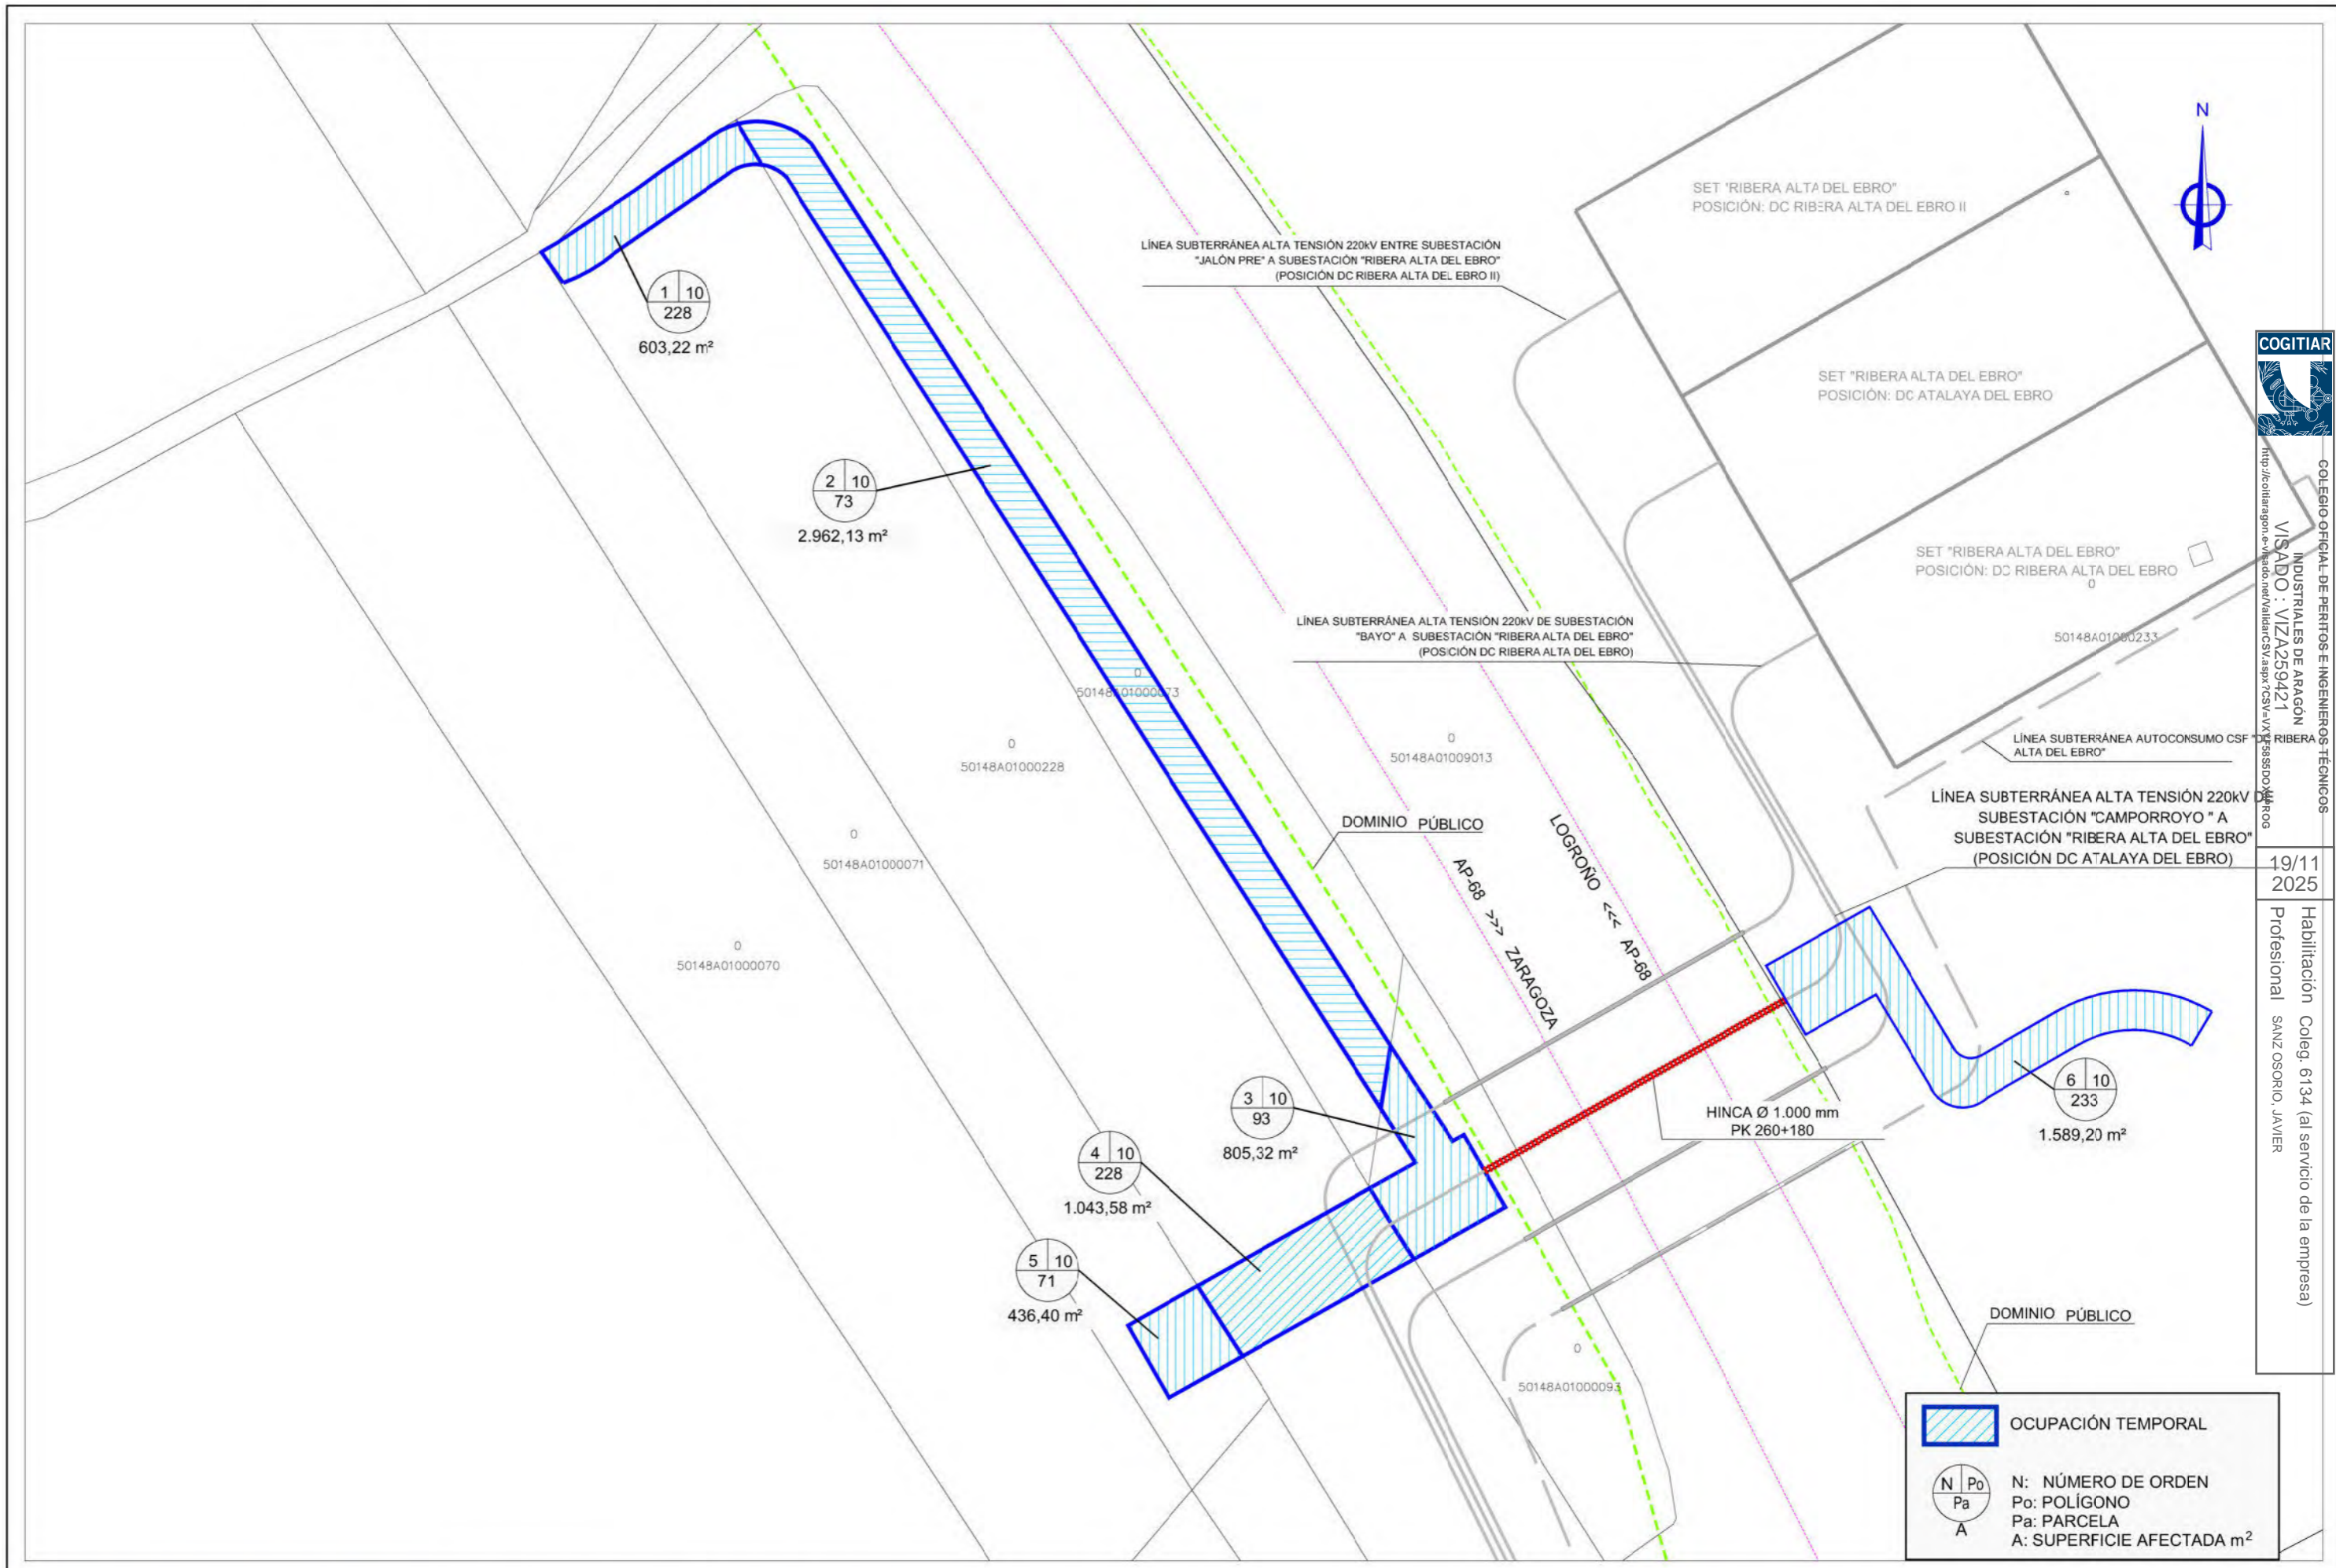 N
SET "RIBERA ALTA DEL EBRO"
POSICIÓN: DC RIBERA ALTA DEL EBRO II
LÍNEA SUBTERRÁNEA ALTA TENSIÓN 220kV ENTRE SUBESTACIÓN
"JALÓN PRE" A SUBESTACIÓN "RIBERA ALTA DEL EBRO"
(POSICIÓN DC RIBERA ALTA DEL EBRO II)
1 10
228
603,22 m²
SET "RIBERA ALTA DEL EBRO"
POSICIÓN: DC ATALAYA DEL EBRO
2 10
73
2.962,13 m²
SET "RIBERA ALTA DEL EBRO"
POSICIÓN: DC RIBERA ALTA DEL EBRO
0
50148A01000233
LÍNEA SUBTERRÁNEA ALTA TENSIÓN 220kV DE SUBESTACIÓN
"BAYO" A SUBESTACIÓN "RIBERA ALTA DEL EBRO"
(POSICIÓN DC RIBERA ALTA DEL EBRO)
0
50148A01000073
0
50148A01000228
0
50148A01009013
LÍNEA SUBTERRÁNEA AUTOCONSUMO CSF "DC RIBERA
ALTA DEL EBRO"
LÍNEA SUBTERRÁNEA ALTA TENSIÓN 220kV DE
SUBESTACIÓN "CAMPORROYO " A
SUBESTACIÓN "RIBERA ALTA DEL EBRO"
(POSICIÓN DC ATALAYA DEL EBRO)
DOMINIO PÚBLICO
0
50148A01000071
AP-68 >>> ZARAGOZA
LOGROÑO <<< AP-68
0
50148A01000070
3 10
93
805,32 m²
HINCA Ø 1.000 mm
PK 260+180
6 10
233
1.589,20 m²
4 10
228
1.043,58 m²
5 10
71
436,40 m²
DOMINIO PÚBLICO
0
50148A01000093
OCUPACIÓN TEMPORAL
N Po
Pa
A
N: NÚMERO DE ORDEN
Po: POLÍGONO
Pa: PARCELA
A: SUPERFICIE AFECTADA m²
COGITIAR
COLEGIO OFICIAL DE PERITOS E INGENIEROS TÉCNICOS
INDUSTRIALES DE ARAGÓN
VISADO : VIZA259421
19/11
2025
Habilitación Coleg. 6134 (al servicio de la empresa)
Profesional SANZ OSORIO, JAVIER